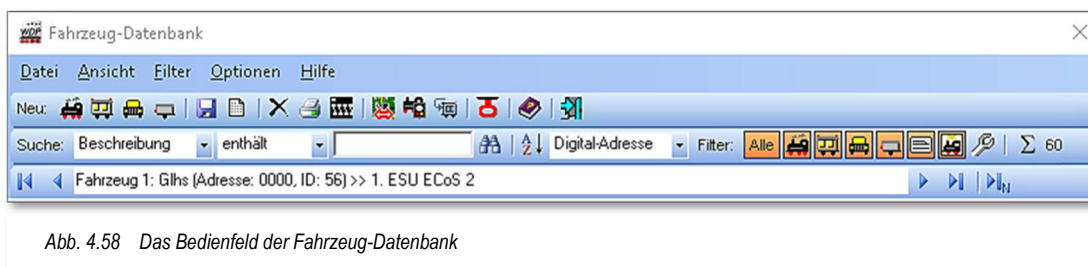 WDP Fahrzeug-Datenbank
Datei Ansicht Filter Optionen Hilfe
Neu:
Suche: Beschreibung enthält A Z Digital-Adresse Filter: Alle Σ 60
Fahrzeug 1: Glhs (Adresse: 0000, ID: 56) >> 1. ESU ECoS 2 N
Abb. 4.58 Das Bedienfeld der Fahrzeug-Datenbank